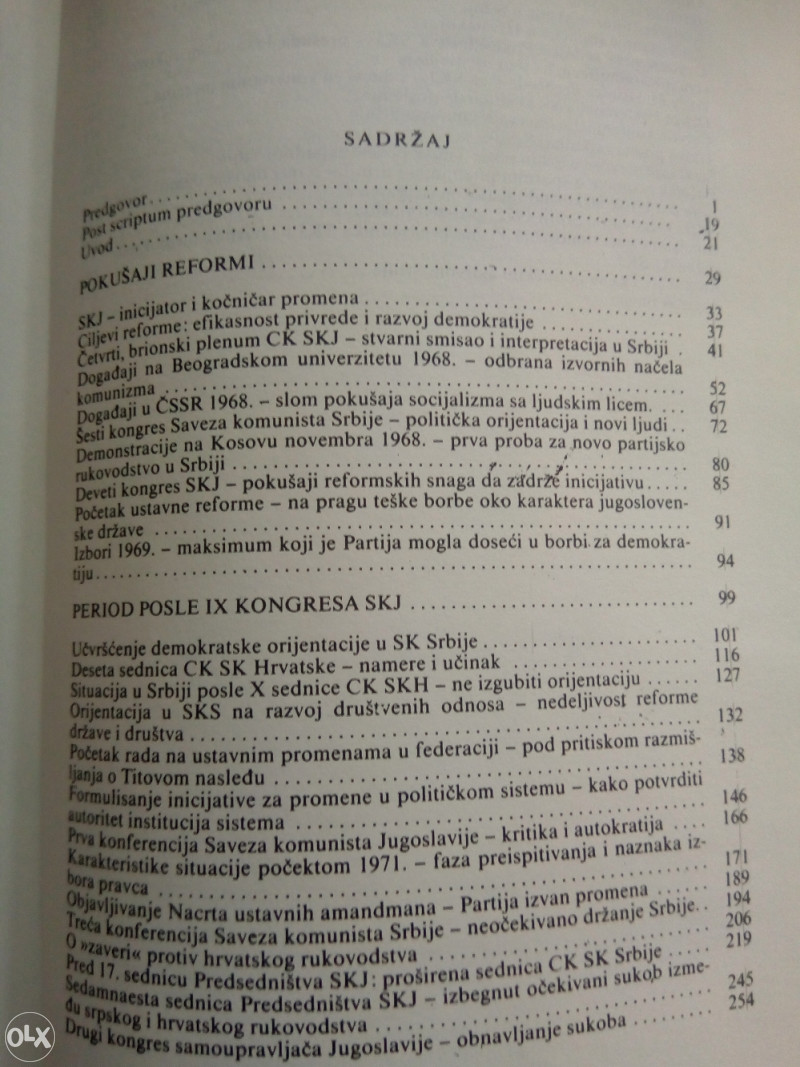 SADRŽAJ
Predgovor. . . . . . . . . . . . . . . . . . . . 1
Post scriptum predgovoru . . . . . . . . . . . . . . . . . . . . 19
Uvod . . . . . . . . . . . . . . . . . . . . 21
POKUŠAJI REFORMI . . . . . . . . . . . . . . . . . . . . 29
SKJ – inicijator i kočničar promena . . . . . . . . . . . . . . . . . . . . 33
Ciljevi reforme: efikasnost privrede i razvoj demokratije . . . . . . . . . . 37
Četvrti, brionski plenum CK SKJ – stvarni smisao i interpretacija u Srbiji . 41
Događaji na Beogradskom univerzitetu 1968. – odbrana izvornih načela
komunizma . . . . . . . . . . . . . . . . . . . . 52
Događaji u ČSSR 1968. – slom pokušaja socijalizma sa ljudskim licem. . . . 67
Šesti kongres Saveza komunista Srbije – politička orijentacija i novi ljudi . . 72
Demonstracije na Kosovu novembra 1968. – prva proba za novo partijsko
rukovodstvo u Srbiji . . . . . . . . . . . . . . . . . . . . 80
Deveti kongres SKJ – pokušaji reformskih snaga da zadrže inicijativu . . . . 85
Početak ustavne reforme – na pragu teške borbe oko karaktera jugosloven-
ske države . . . . . . . . . . . . . . . . . . . . 91
Izbori 1969. – maksimum koji je Partija mogla doseći u borbi za demokra-
tiju . . . . . . . . . . . . . . . . . . . . 94
PERIOD POSLE IX KONGRESA SKJ . . . . . . . . . . . . . . . . . . . . 99
Učvršćenje demokratske orijentacije u SK Srbije . . . . . . . . . . . . . . . . 101
Deseta sednica CK SK Hrvatske – namere i učinak . . . . . . . . . . . . . . . . 116
Situacija u Srbiji posle X sednice CK SKH – ne izgubiti orijentaciju . . . . . . 127
Orijentacija u SKS na razvoj društvenih odnosa – nedeljivost reforme
države i društva . . . . . . . . . . . . . . . . . . . . 132
Početak rada na ustavnim promenama u federaciji – pod pritiskom razmiš-
ljanja o Titovom nasleđu . . . . . . . . . . . . . . . . . . . . 138
Formulisanje inicijative za promene u političkom sistemu – kako potvrditi
autoritet institucija sistema . . . . . . . . . . . . . . . . . . . . 146
Prva konferencija Saveza komunista Jugoslavije – kritika i autokratija . . . . 166
Karakteristike situacije počektom 1971. – faza preispitivanja i naznaka iz-
bora pravca . . . . . . . . . . . . . . . . . . . . 171
Objavljivanje Nacrta ustavnih amandmana – Partija izvan promena . . . . . . 189
Treća konferencija Saveza komunista Srbije – neočekivano držanje Srbije. . 194
O »zaveri« protiv hrvatskog rukovodstva . . . . . . . . . . . . . . . . . . . . 206
Pred 17. sednicu Predsedništva SKJ: proširena sednica CK SK Srbije . . . . 219
Sedamnaesta sednica Predsedništva SKJ – izbegnut očekivani sukob izme-
đu srpskog i hrvatskog rukovodstva . . . . . . . . . . . . . . . . . . . . 245
Drugi kongres samoupravljača Jugoslavije – obnavljanje sukoba . . . . . . . . 254
OLX